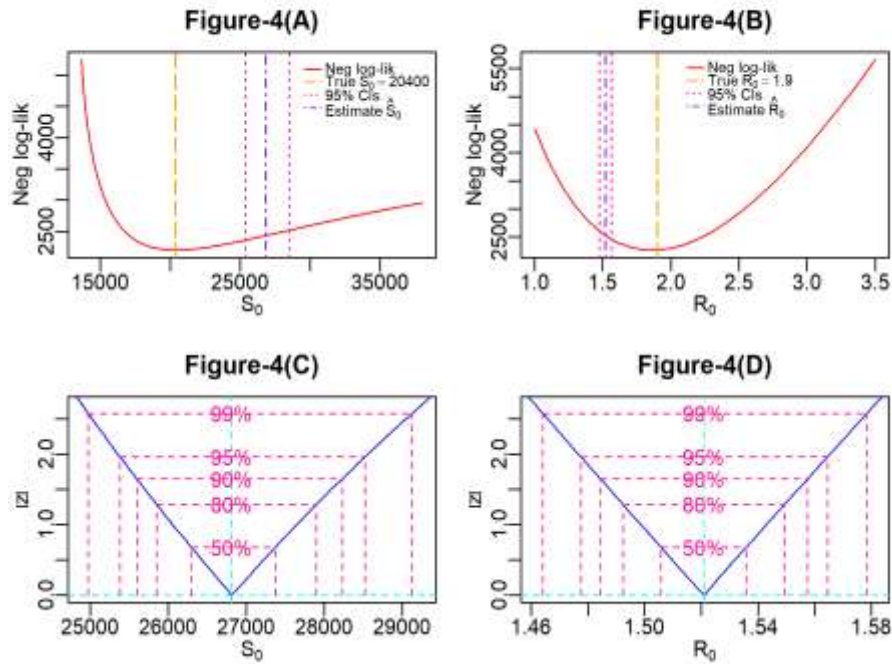 Figure-4(A)
Neg log-lik
4000
2500
Neg log-lik
True S0 = 20400
95% CIs
Estimate Ŝ0
15000 25000 35000
S0
Figure-4(B)
Neg log-lik
5500
4000
2500
Neg log-lik
True R0 = 1.9
95% CIs
Estimate R̂0
1.0 1.5 2.0 2.5 3.0 3.5
R0
Figure-4(C)
|z|
2.0
1.0
0.0
99%
95%
90%
80%
50%
25000 26000 27000 28000 29000
S0
Figure-4(D)
|z|
2.0
1.0
0.0
99%
95%
90%
80%
50%
1.46 1.50 1.54 1.58
R0